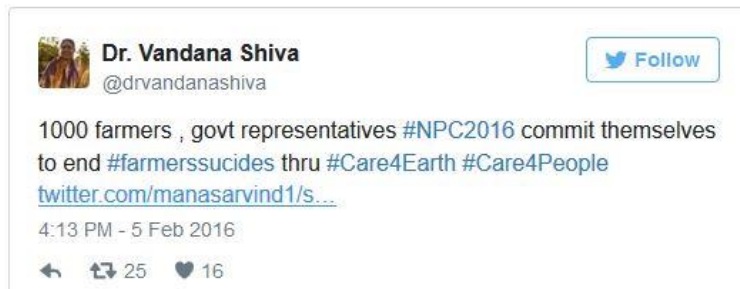 Dr. Vandana Shiva
@drvandanashiva
Follow
1000 farmers , govt representatives #NPC2016 commit themselves
to end #farmerssucides thru #Care4Earth #Care4People
twitter.com/manasarvind1/s...
4:13 PM - 5 Feb 2016
25 16